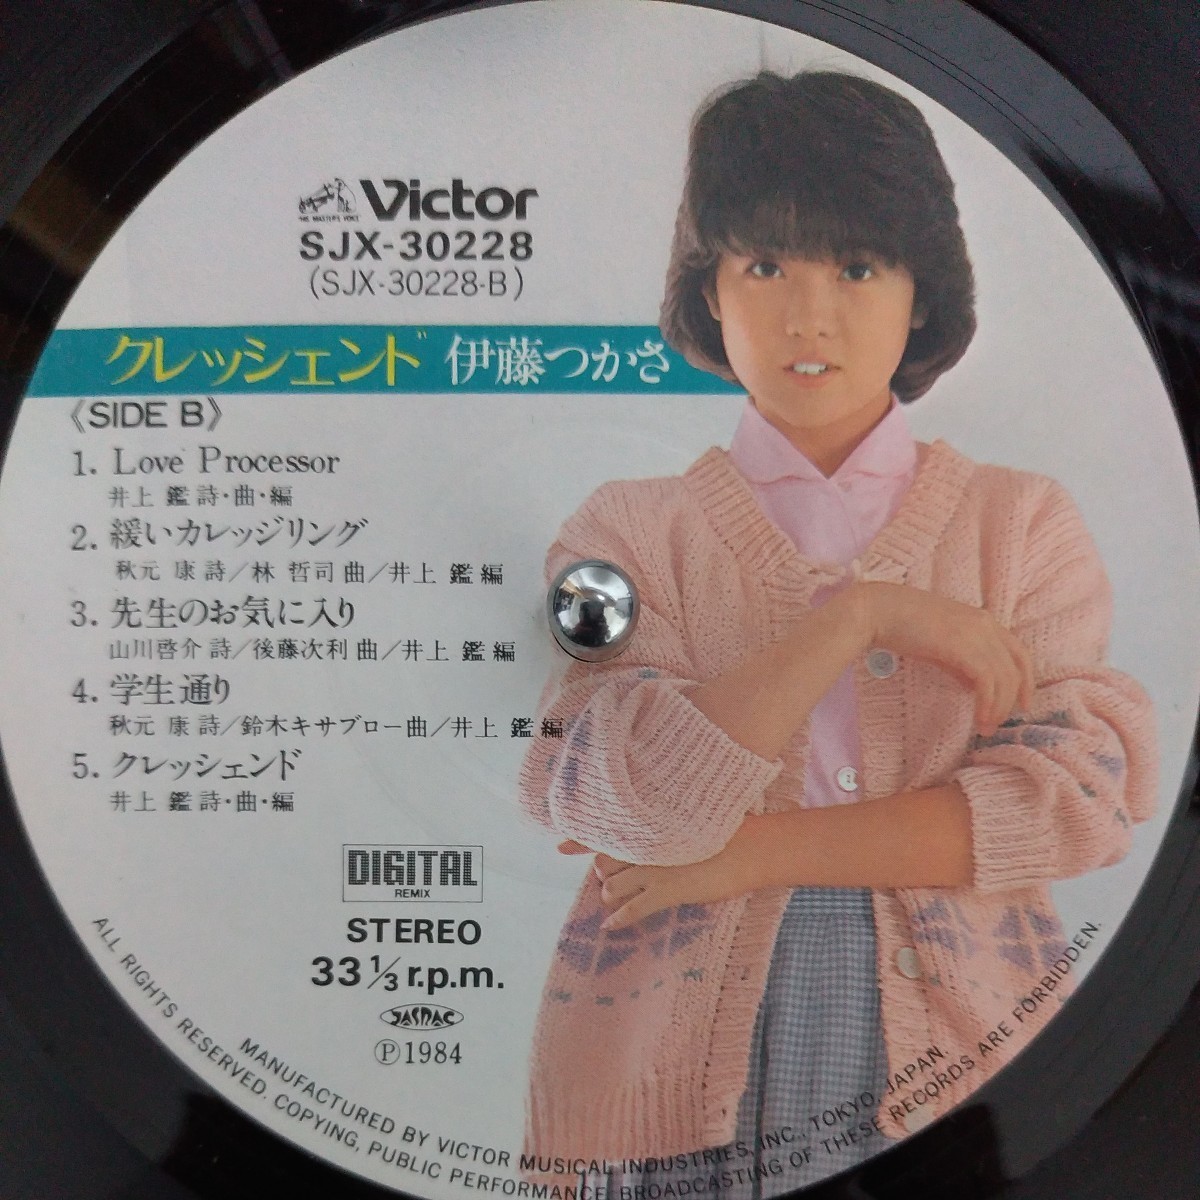 Victor
"HIS MASTER'S VOICE"
SJX-30228
(SJX-30228-B)
クレッシェンド 伊藤つかさ
《SIDE B》
1. Love Processor
井上 鑑 詩・曲・編
2. 緩いカレッジリング
秋元 康 詩/林 哲司 曲/井上 鑑 編
3. 先生のお気に入り
山川啓介 詩/後藤次利 曲/井上 鑑 編
4. 学生通り
秋元 康 詩/鈴木キサブロー曲/井上 鑑 編
5. クレッシェンド
井上 鑑 詩・曲・編
DIGITAL
REMIX
STEREO
33 1/3 r.p.m.
JASRAC
Ⓟ1984
MANUFACTURED BY VICTOR MUSICAL INDUSTRIES, INC., TOKYO, JAPAN.
ALL RIGHTS RESERVED. COPYING, PUBLIC PERFORMANCE, BROADCASTING OF THESE RECORDS ARE FORBIDDEN.